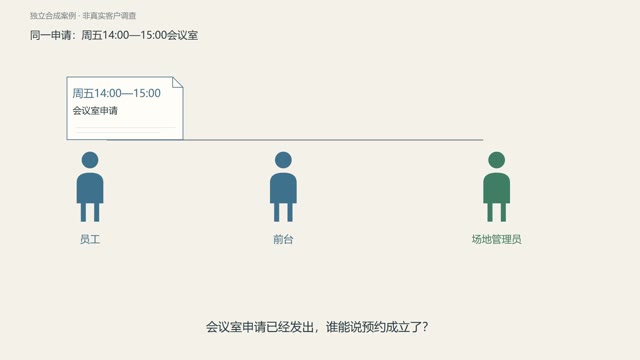 独立合成案例 · 非真实客户调查
同一申请：周五14:00—15:00会议室
周五14:00—15:00
会议室申请
员工
前台
场地管理员
会议室申请已经发出，谁能说预约成立了？